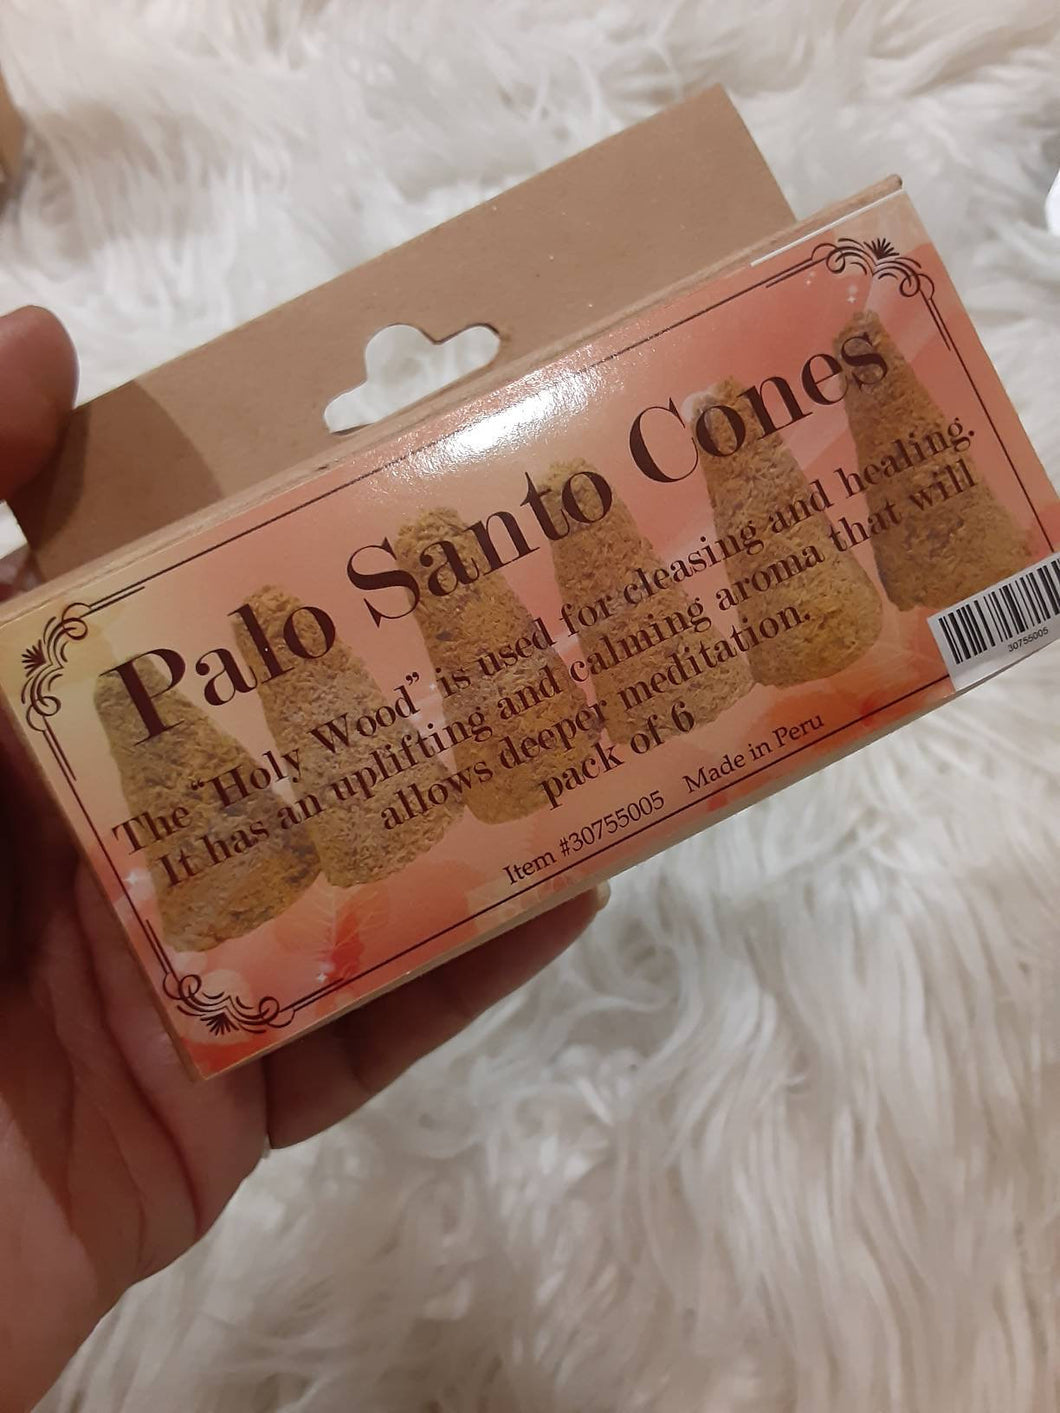 Palo Santo Cones
The “Holy Wood” is used for cleasing and healing.
It has an uplifting and calming aroma that will
allows deeper meditation.
pack of 6
Item #30755005 Made in Peru
30755005